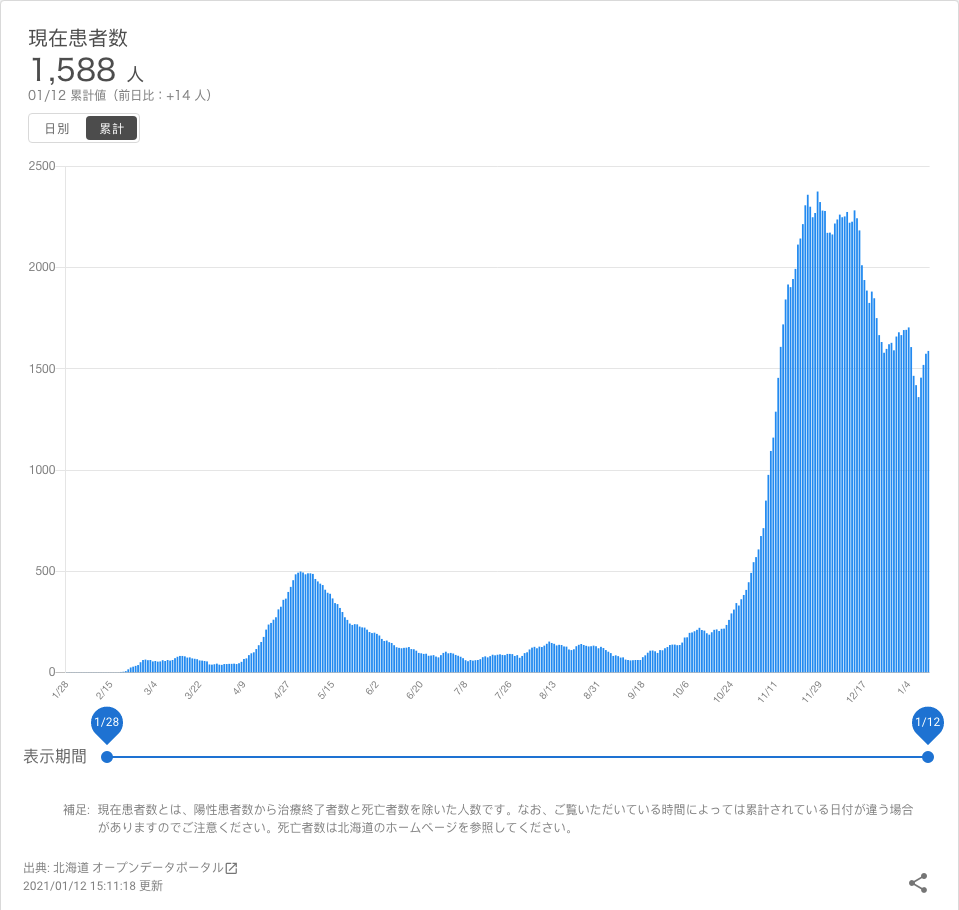 現在患者数
1,588 人
01/12 累計値（前日比：+14 人）
日別 累計
2500
2000
1500
1000
500
0
1/28 2/15 3/4 3/22 4/9 4/27 5/15 6/2 6/20 7/8 7/26 8/13 8/31 9/18 10/6 10/24 11/11 11/29 12/17 1/4
1/28 1/12
表示期間
補足: 現在患者数とは、陽性患者数から治療終了者数と死亡者数を除いた人数です。なお、ご覧いただいている時間によっては累計されている日付が違う場合
がありますのでご注意ください。死亡者数は北海道のホームページを参照してください。
出典: 北海道 オープンデータポータル
2021/01/12 15:11:18 更新